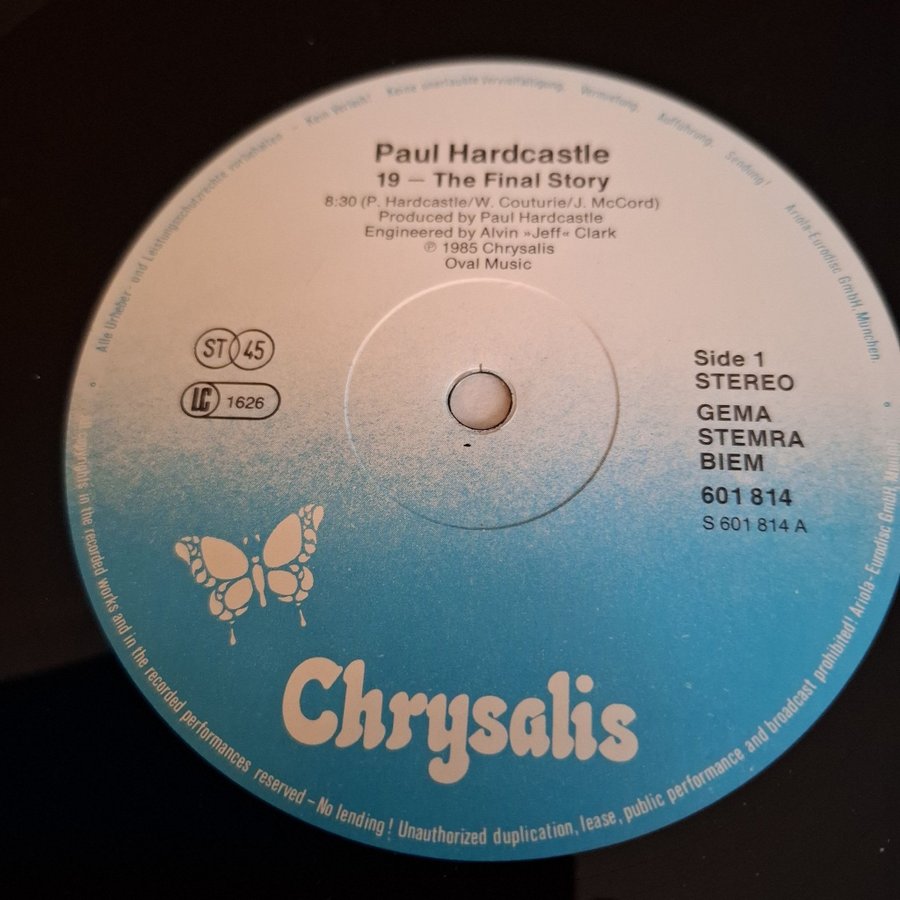 Alle Urheber- und Leistungsschutzrechte vorbehalten - Kein Verleih! Keine unerlaubte Vervielfältigung, Vermietung, Aufführung, Sendung! Ariola-Eurodisc GmbH, München
Paul Hardcastle
19 — The Final Story
8:30 (P. Hardcastle/W. Couturie/J. McCord)
Produced by Paul Hardcastle
Engineered by Alvin »Jeff« Clark
℗ 1985 Chrysalis
Oval Music
ST 45
LC 1626
Side 1
STEREO
GEMA
STEMRA
BIEM
601 814
S 601 814 A
Chrysalis
copyrights in the recorded works and in the recorded performances reserved – No lending! Unauthorized duplication, lease, public performance and broadcast prohibited! Ariola-Eurodisc GmbH,